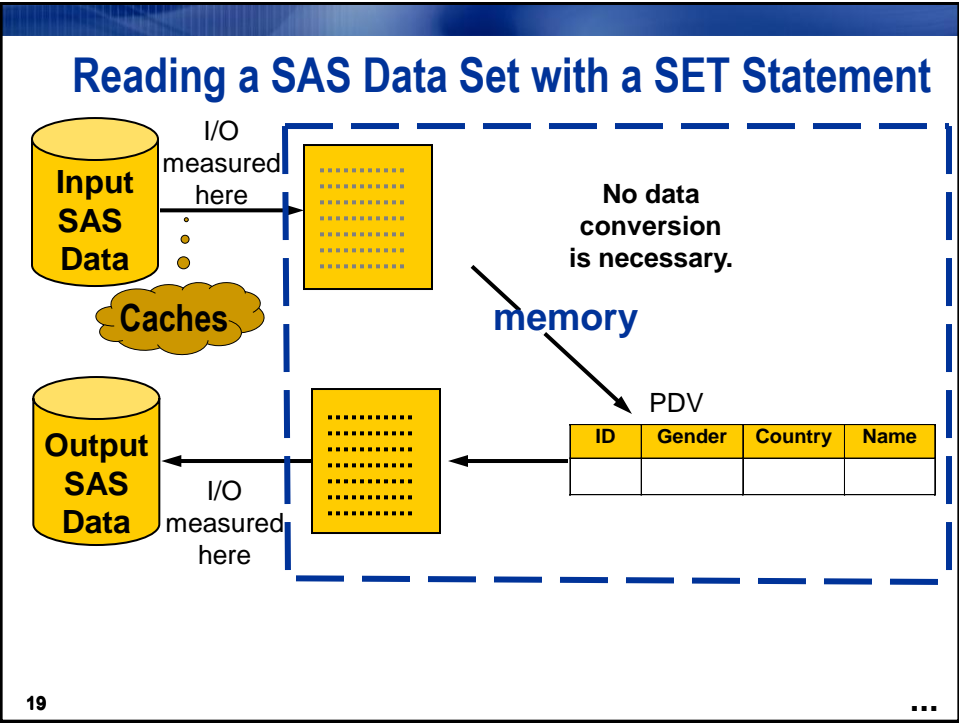 Reading a SAS Data Set with a SET Statement
I/O
measured
here
Input
SAS
Data
No data
conversion
is necessary.
Caches
memory
PDV
ID Gender Country Name
Output
SAS
Data
I/O
measured
here
19
...